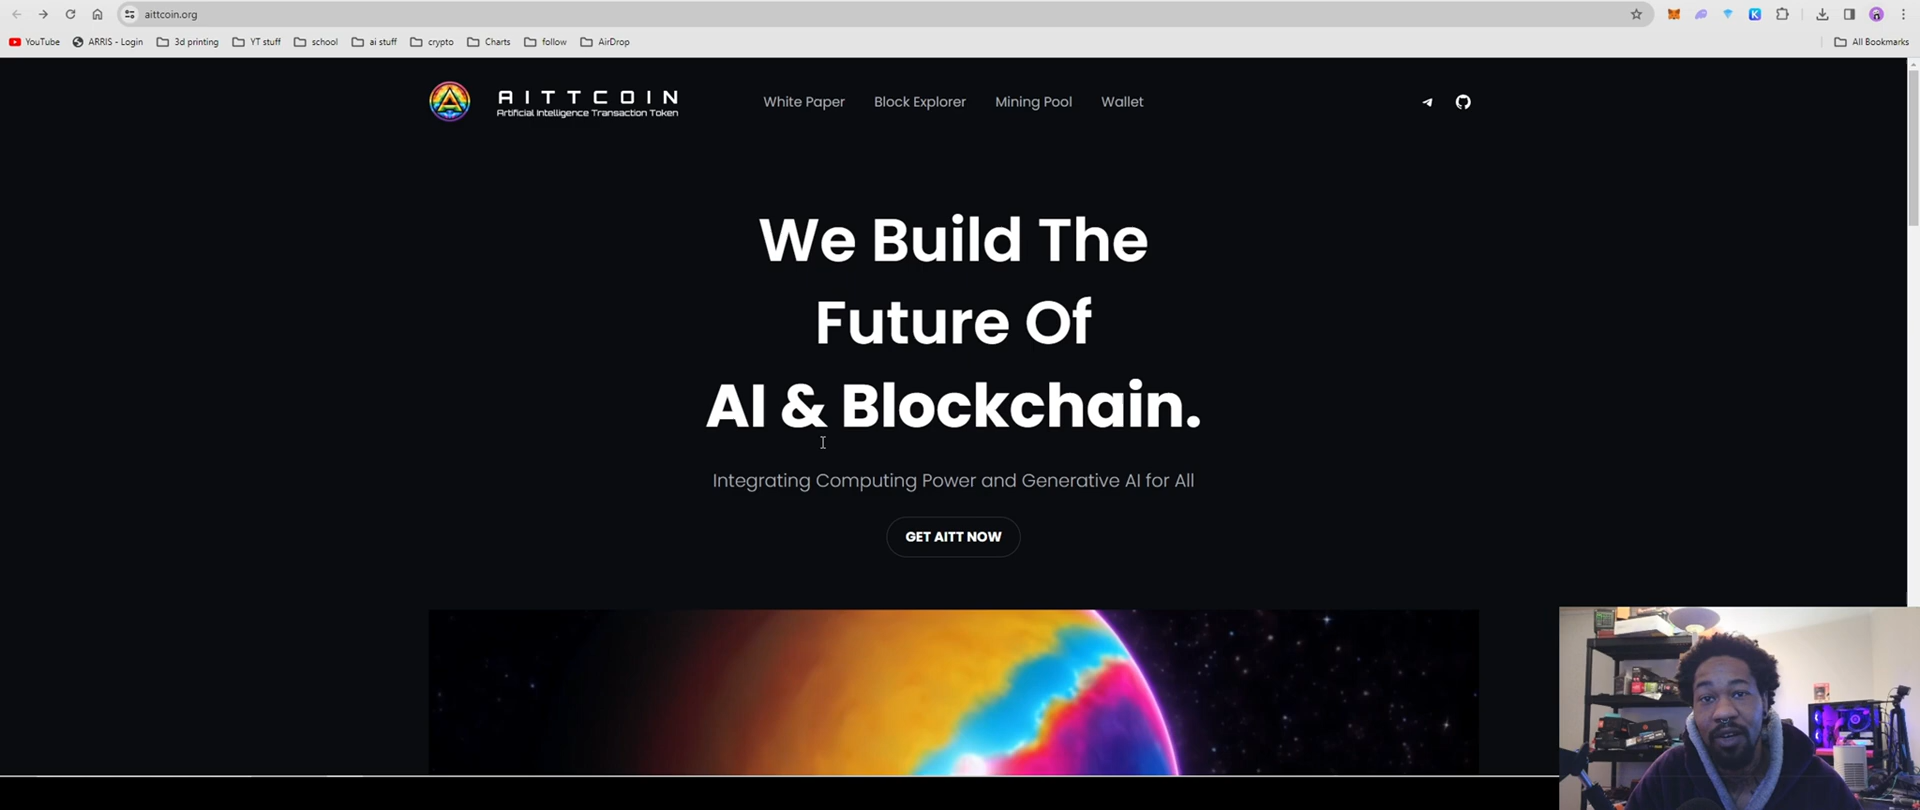 aittcoin.org
YouTube
ARRIS - Login
3d printing
YT stuff
school
ai stuff
crypto
Charts
follow
AirDrop
All Bookmarks
AITTCOIN
Artificial Intelligence Transaction Token
White Paper
Block Explorer
Mining Pool
Wallet
We Build The
Future Of
AI & Blockchain.
Integrating Computing Power and Generative AI for All
GET AITT NOW